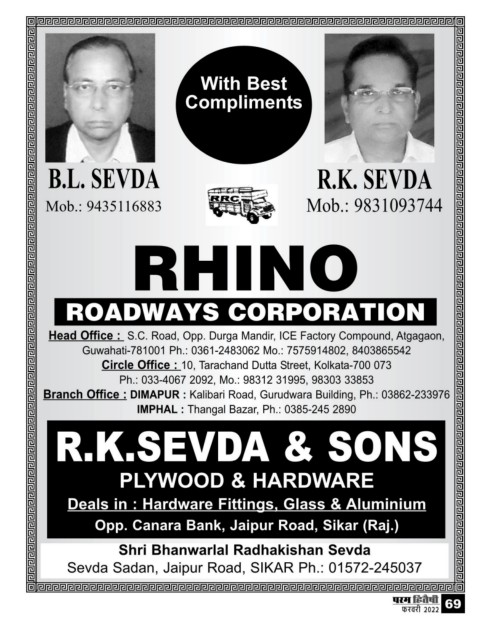 With Best
Compliments
B.L. SEVDA
Mob.: 9435116883
RRC
R.K. SEVDA
Mob.: 9831093744
RHINO
ROADWAYS CORPORATION
Head Office : S.C. Road, Opp. Durga Mandir, ICE Factory Compound, Atgagaon,
Guwahati-781001 Ph.: 0361-2483062 Mo.: 7575914802, 8403865542
Circle Office : 10, Tarachand Dutta Street, Kolkata-700 073
Ph.: 033-4067 2092, Mo.: 98312 31995, 98303 33853
Branch Office : DIMAPUR : Kalibari Road, Gurudwara Building, Ph.: 03862-233976
IMPHAL : Thangal Bazar, Ph.: 0385-245 2890
R.K.SEVDA & SONS
PLYWOOD & HARDWARE
Deals in : Hardware Fittings, Glass & Aluminium
Opp. Canara Bank, Jaipur Road, Sikar (Raj.)
Shri Bhanwarlal Radhakishan Sevda
Sevda Sadan, Jaipur Road, SIKAR Ph.: 01572-245037
परम हितैषी
फरवरी 2022
69